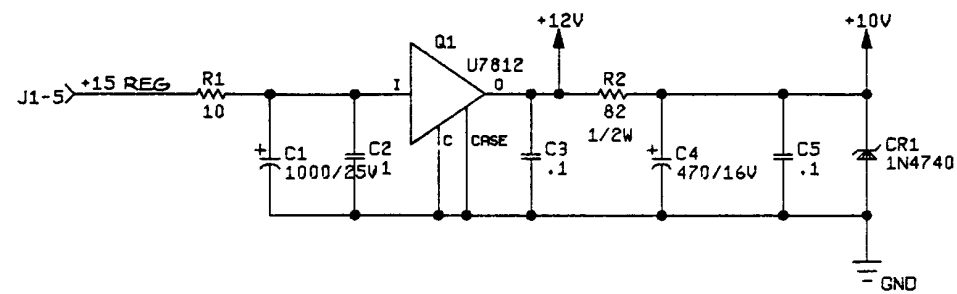 +12V
+10V
Q1
U7812
J1-5
+15 REG
R1
10
I
O
R2
82
1/2W
C
CASE
C1
1000/25V
C2
.1
C3
.1
C4
470/16V
C5
.1
CR1
1N4740
GND